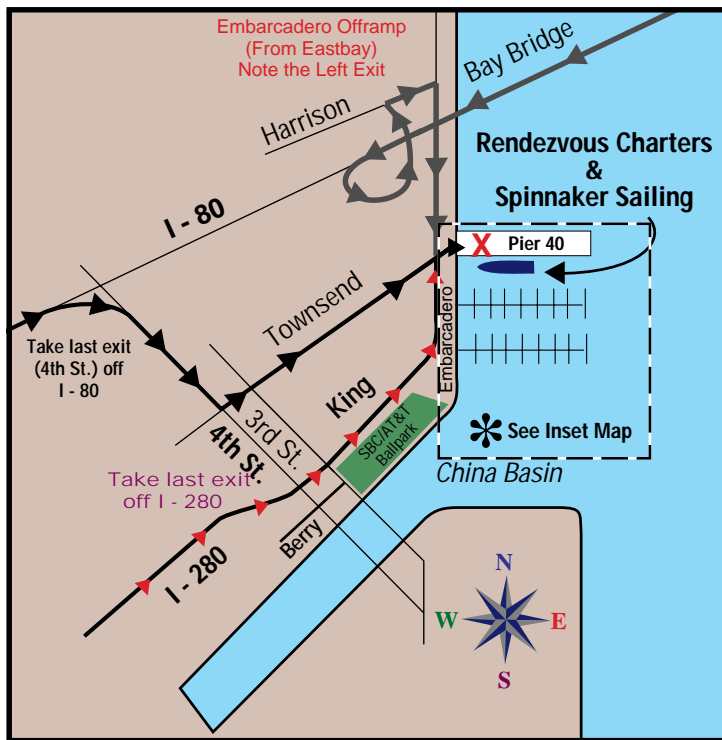 Embarcadero Offramp
(From Eastbay)
Note the Left Exit
Bay Bridge
Harrison
Rendezvous Charters
&
Spinnaker Sailing
I - 80
Pier 40
Townsend
Embarcadero
Take last exit
(4th St.) off
I - 80
King
3rd St.
4th St.
SBC/AT&T
Ballpark
See Inset Map
China Basin
Take last exit
off I - 280
Berry
I - 280
N
W
E
S